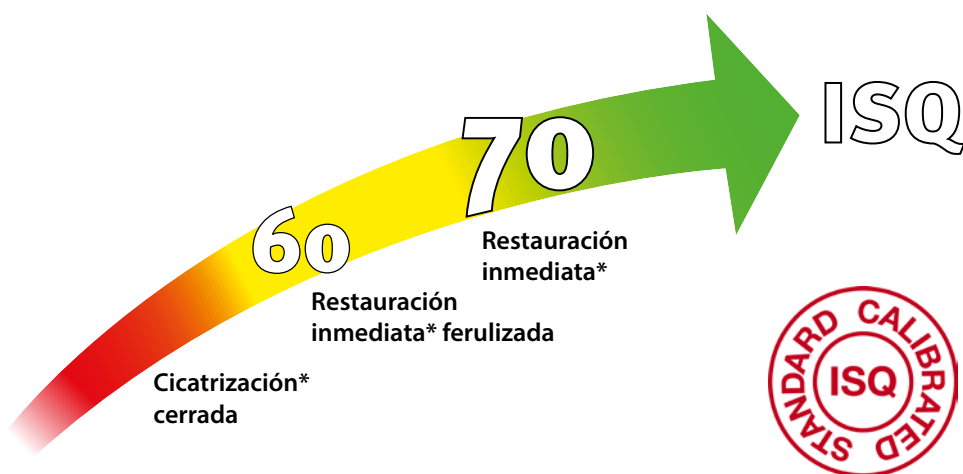 ISQ
70
60
Restauración
inmediata*
Restauración
inmediata* ferulizada
Cicatrización*
cerrada
STANDARD CALIBRATED
ISQ